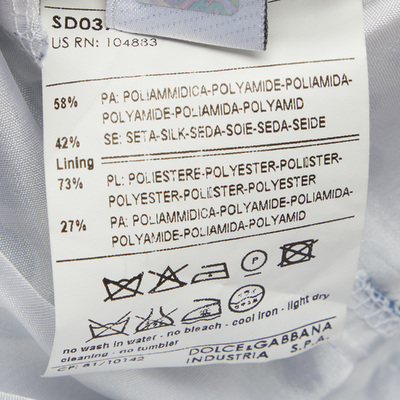 US RN: 104883
58% PA: POLIAMMIDICA-POLYAMIDE-POLIAMIDA-
POLYAMIDE-POLIAMIDA-POLYAMID
42% SE: SETA-SILK-SEDA-SOIE-SEDA-SEIDE
Lining
73% PL: POLIESTERE-POLYESTER-POLIESTER-
POLYESTER-POLIESTER-POLYESTER
27% PA: POLIAMMIDICA-POLYAMIDE-POLIAMIDA-
POLYAMIDE-POLIAMIDA-POLYAMID
P
no wash in water - no bleach - cool iron - light dry
cleaning - no tumbler
DOLCE&GABBANA
INDUSTRIA S.P.A.